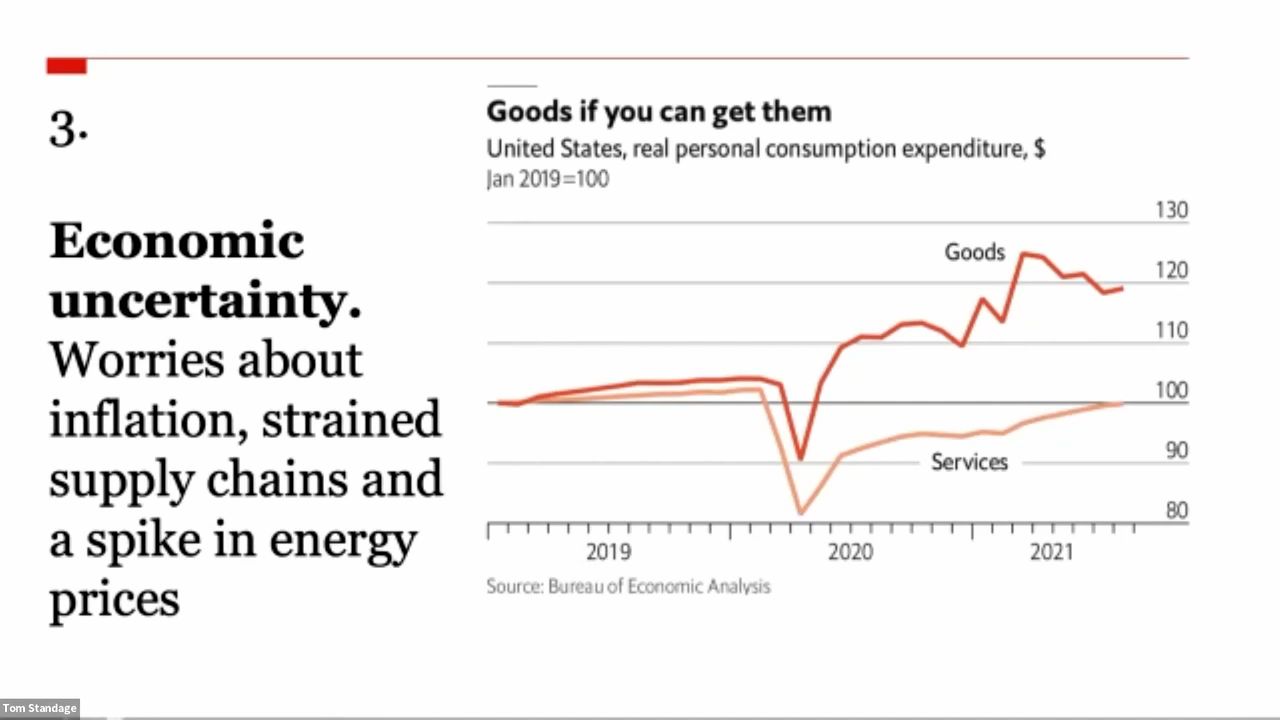 3.
Economic
uncertainty.
Worries about
inflation, strained
supply chains and
a spike in energy
prices
Goods if you can get them
United States, real personal consumption expenditure, $
Jan 2019=100
130
Goods
120
110
100
90
Services
80
2019 2020 2021
Source: Bureau of Economic Analysis
Tom Standage